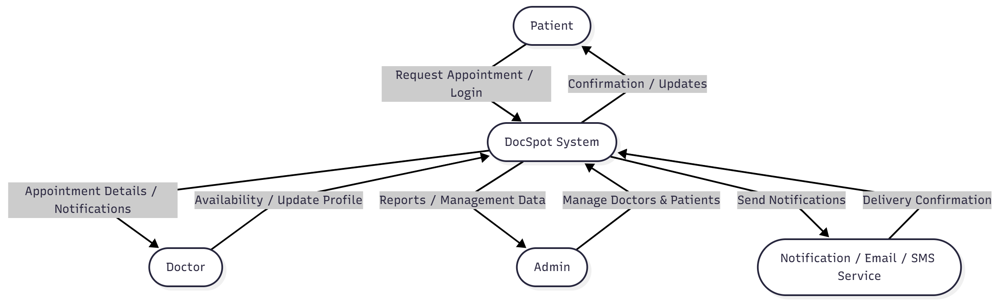 Patient
Request Appointment /
Login
Confirmation / Updates
DocSpot System
Appointment Details /
Notifications
Availability / Update Profile
Reports / Management Data
Manage Doctors & Patients
Send Notifications
Delivery Confirmation
Doctor
Admin
Notification / Email / SMS
Service